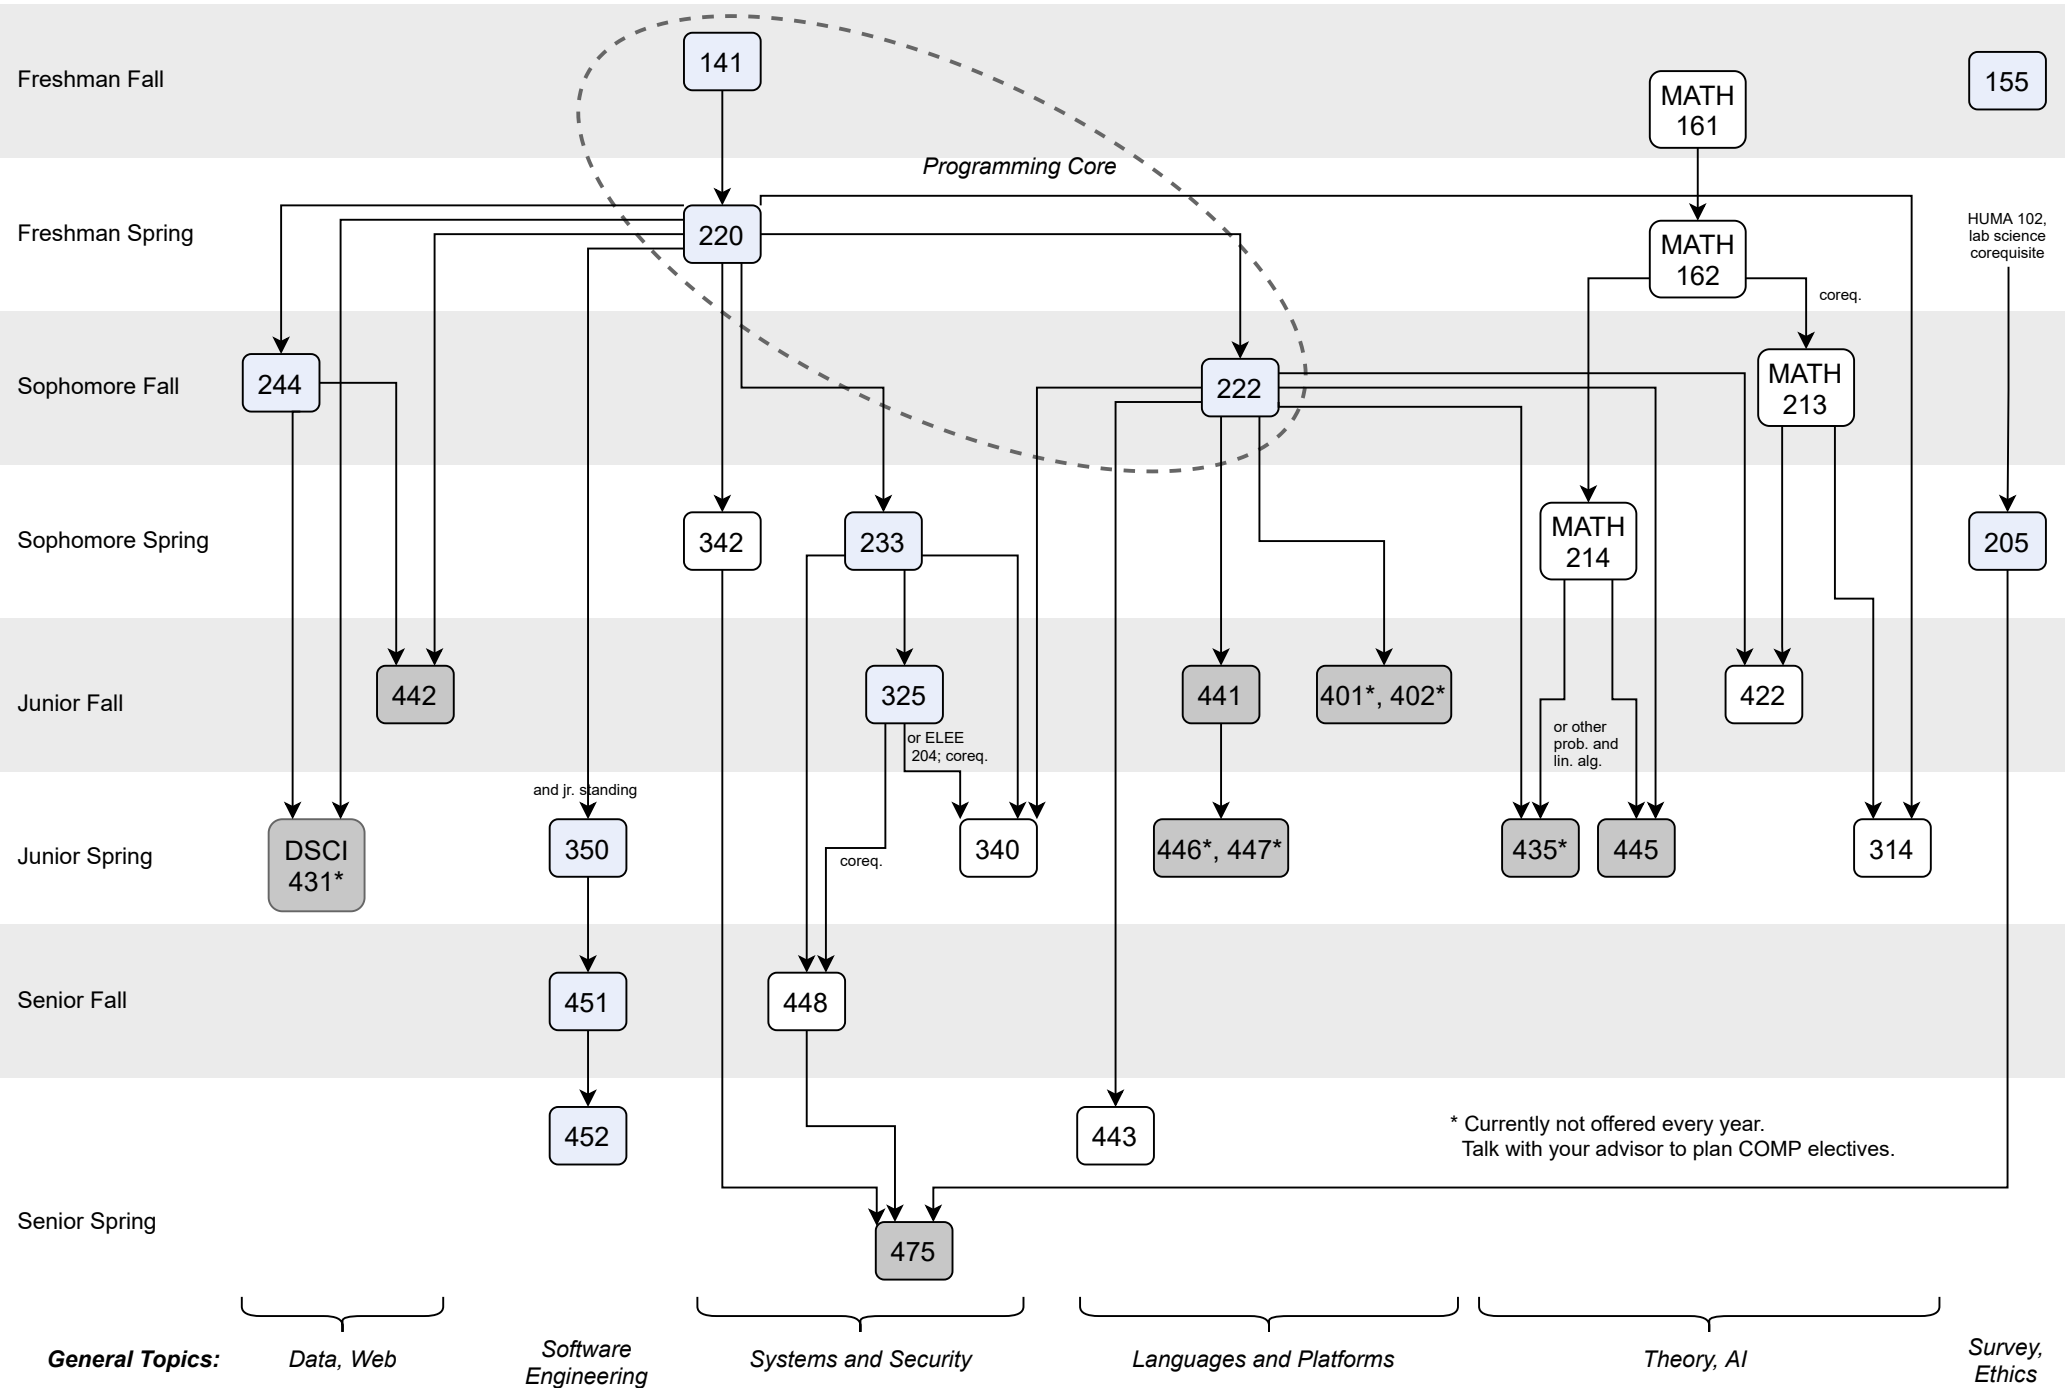 Freshman Fall
141
MATH
161
155
Programming Core
Freshman Spring
220
MATH
162
HUMA 102,
lab science
corequisite
coreq.
Sophomore Fall
244
222
MATH
213
Sophomore Spring
342
233
MATH
214
205
Junior Fall
442
325
441
401*, 402*
422
or ELEE
204; coreq.
or other
prob. and
lin. alg.
and jr. standing
Junior Spring
DSCI
431*
350
coreq.
340
446*, 447*
435*
445
314
Senior Fall
451
448
452
443
* Currently not offered every year.
Talk with your advisor to plan COMP electives.
Senior Spring
475
General Topics:
Data, Web
Software
Engineering
Systems and Security
Languages and Platforms
Theory, AI
Survey,
Ethics